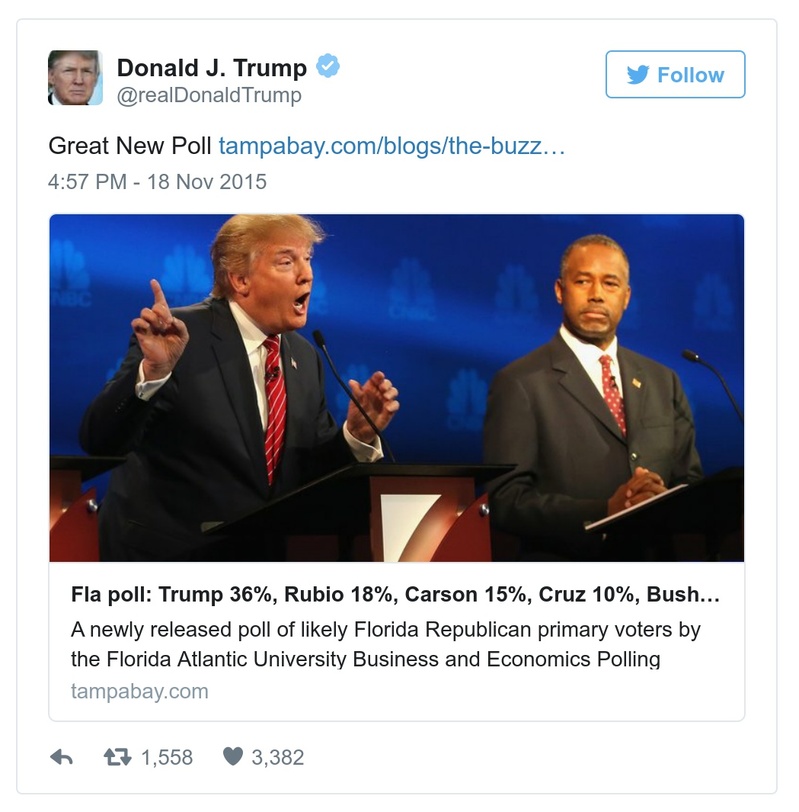 Donald J. Trump
@realDonaldTrump
Follow
Great New Poll tampabay.com/blogs/the-buzz…
4:57 PM - 18 Nov 2015
CNBC
Fla poll: Trump 36%, Rubio 18%, Carson 15%, Cruz 10%, Bush…
A newly released poll of likely Florida Republican primary voters by
the Florida Atlantic University Business and Economics Polling
tampabay.com
1,558 3,382